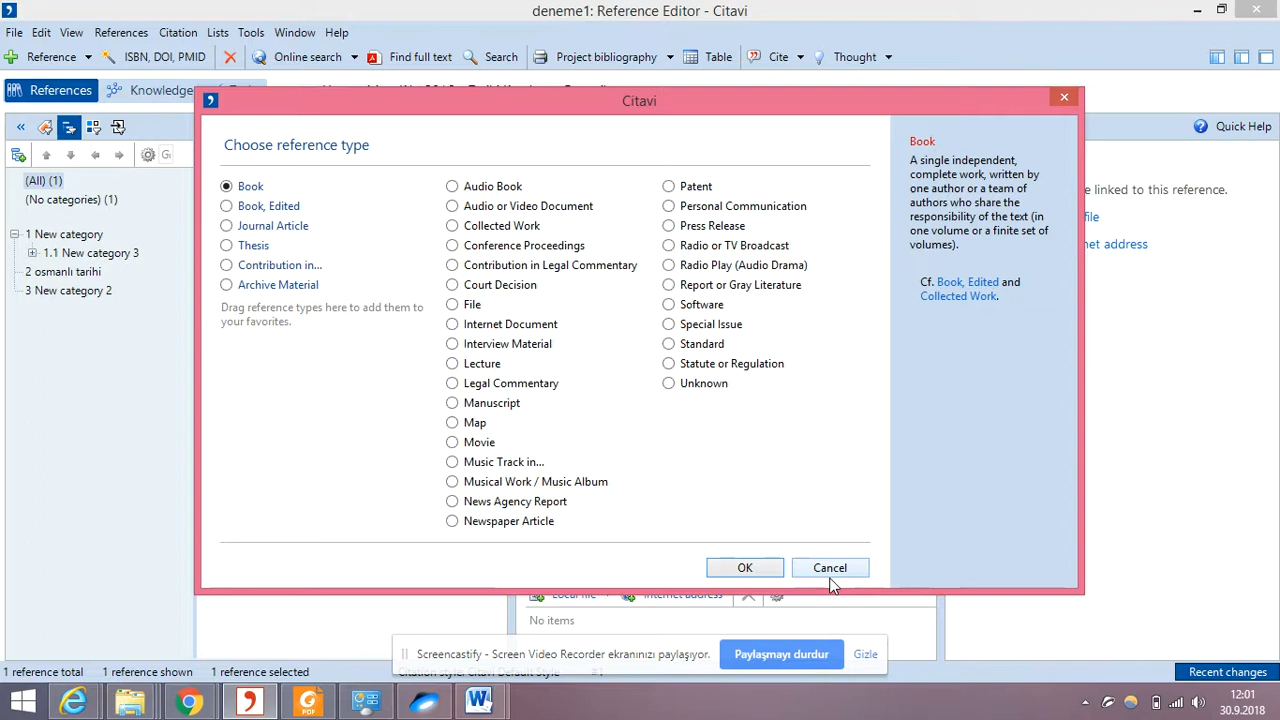 deneme1: Reference Editor - Citavi
File Edit View References Citation Lists Tools Window Help
Reference ISBN, DOI, PMID Online search Find full text Search Project bibliography Table Cite Thought
References Knowledge
Citavi
Quick Help
Choose reference type
(All) (1)
(No categories) (1)
1 New category
1.1 New category 3
2 osmanlı tarihi
3 New category 2
Book
Book, Edited
Journal Article
Thesis
Contribution in...
Archive Material
Drag reference types here to add them to
your favorites.
Audio Book
Audio or Video Document
Collected Work
Conference Proceedings
Contribution in Legal Commentary
Court Decision
File
Internet Document
Interview Material
Lecture
Legal Commentary
Manuscript
Map
Movie
Music Track in...
Musical Work / Music Album
News Agency Report
Newspaper Article
Patent
Personal Communication
Press Release
Radio or TV Broadcast
Radio Play (Audio Drama)
Report or Gray Literature
Software
Special Issue
Standard
Statute or Regulation
Unknown
Book
A single independent,
complete work, written by
one author or a team of
authors who share the
responsibility of the text (in
one volume or a finite set of
volumes).
Cf. Book, Edited and
Collected Work.
linked to this reference.
file
net address
OK Cancel
Local file Internet address
No items
Screencastify - Screen Video Recorder ekranınızı paylaşıyor. Paylaşmayı durdur Gizle
1 reference total 1 reference shown 1 reference selected Citation style: Citavi Default Style Recent changes
12:01
30.9.2018